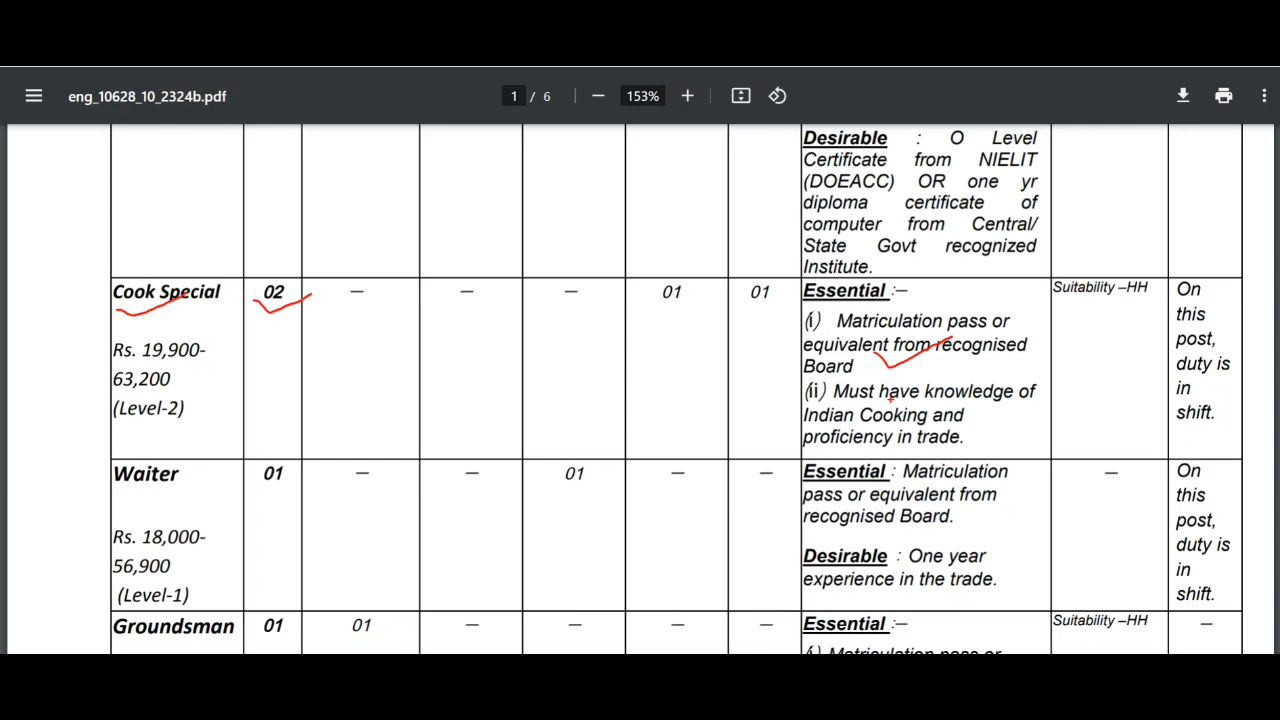 eng_10628_10_2324b.pdf 1 / 6 — 153% +
Desirable : O Level
Certificate from NIELIT
(DOEACC) OR one yr
diploma certificate of
computer from Central/
State Govt recognized
Institute.
Cook Special 02 — — — 01 01 Essential :— Suitability –HH On
this
post,
duty is
in
shift.
Rs. 19,900-
63,200
(Level-2)
(i) Matriculation pass or
equivalent from recognised
Board
(ii) Must have knowledge of
Indian Cooking and
proficiency in trade.
Waiter 01 — — 01 — — Essential : Matriculation — On
pass or equivalent from
recognised Board.
this
post,
duty is
in
shift.
Rs. 18,000-
56,900
(Level-1)
Desirable : One year
experience in the trade.
Groundsman 01 01 — — — — Essential :— Suitability –HH —
(i) Matriculation pass or